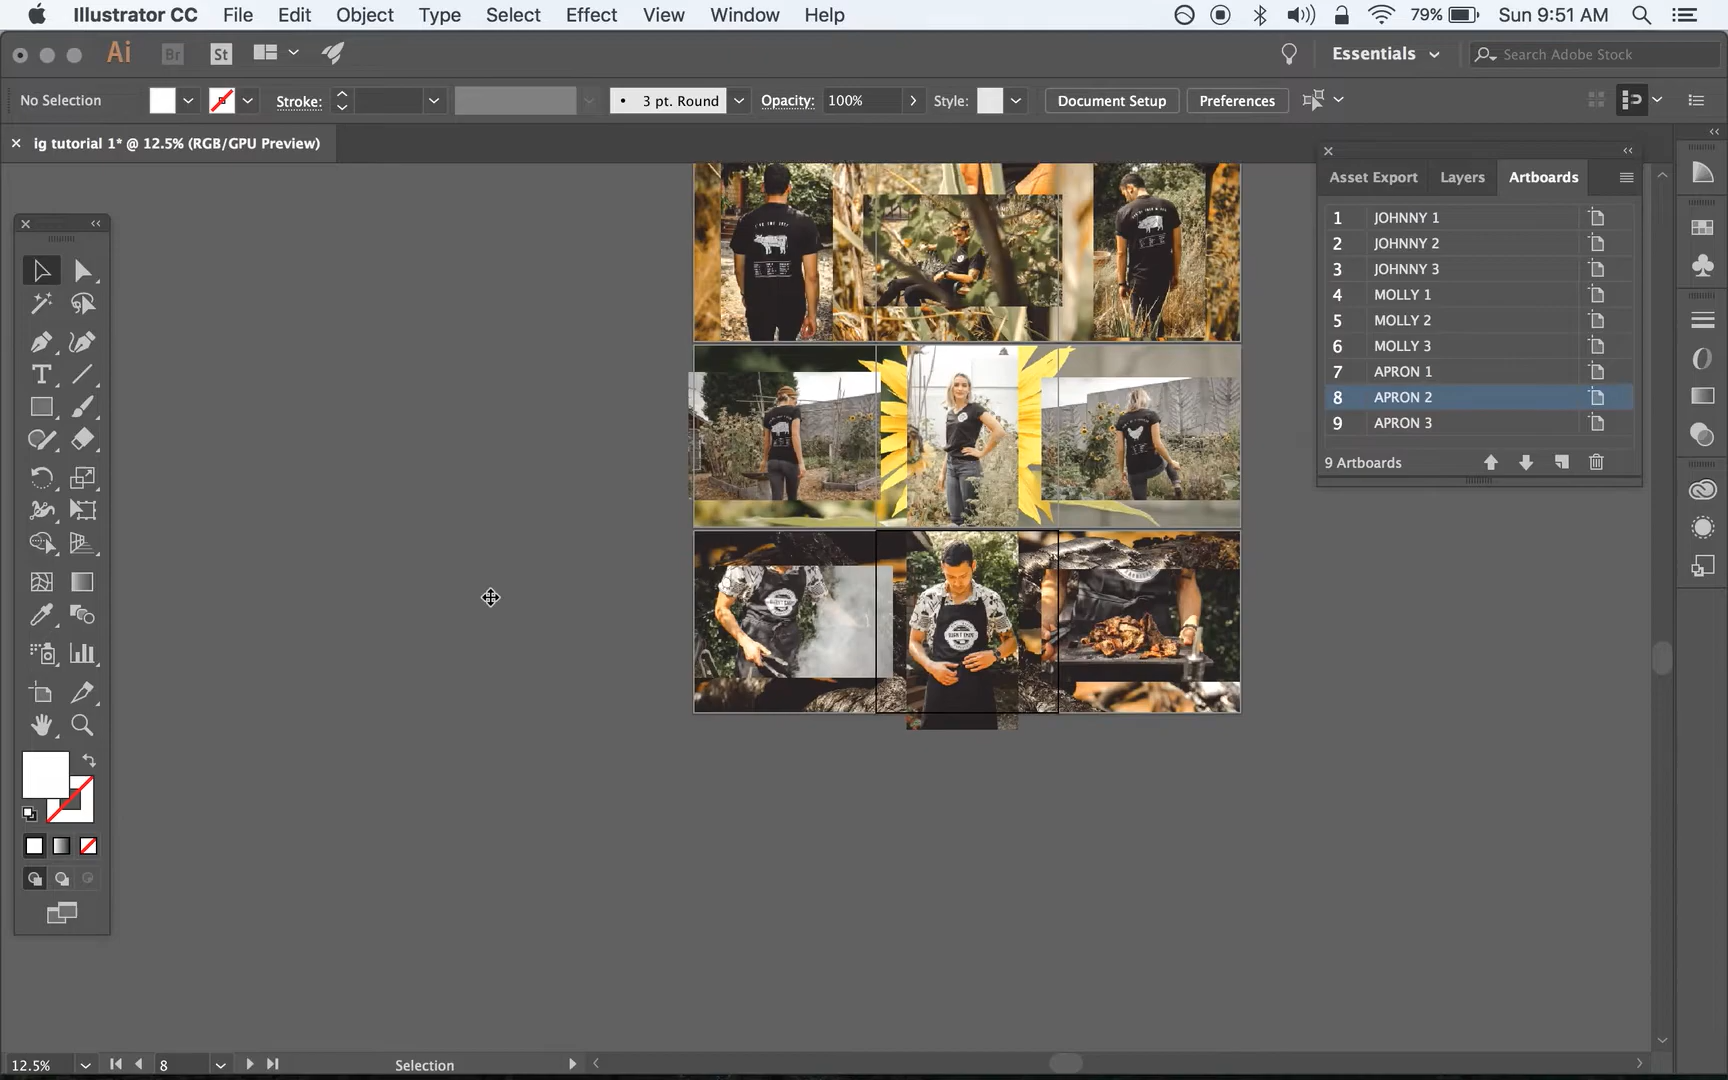 Illustrator CC File Edit Object Type Select Effect View Window Help 79% Sun 9:51 AM
Ai Br St Essentials Search Adobe Stock
No Selection Stroke: 3 pt. Round Opacity: 100% Style: Document Setup Preferences
× ig tutorial 1* @ 12.5% (RGB/GPU Preview)
Asset Export Layers Artboards
1 JOHNNY 1
2 JOHNNY 2
3 JOHNNY 3
4 MOLLY 1
5 MOLLY 2
6 MOLLY 3
7 APRON 1
8 APRON 2
9 APRON 3
9 Artboards
12.5% 8 Selection